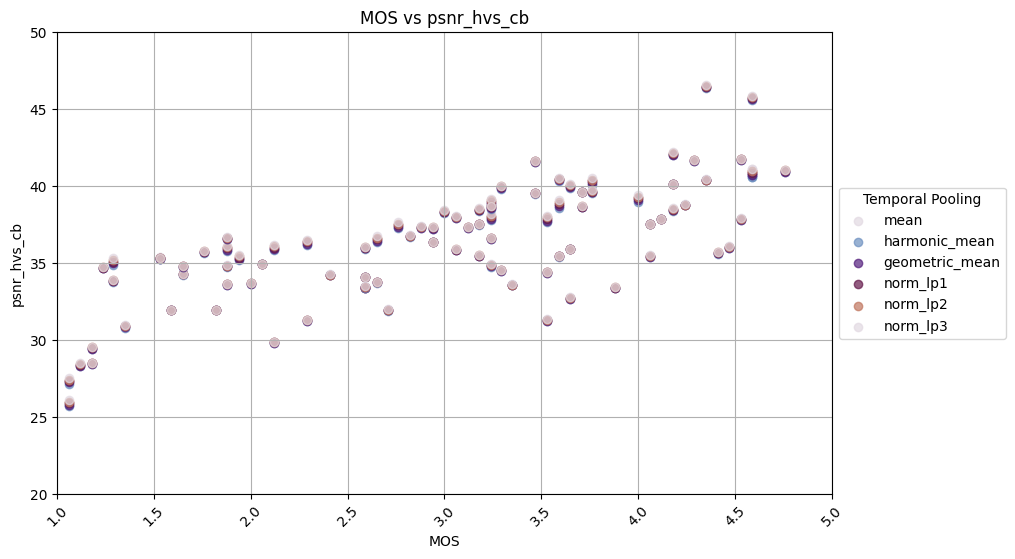 MOS vs psnr_hvs_cb
50
45
40
35
30
25
20
psnr_hvs_cb
1.0
1.5
2.0
2.5
3.0
3.5
4.0
4.5
5.0
MOS
Temporal Pooling
mean
harmonic_mean
geometric_mean
norm_lp1
norm_lp2
norm_lp3